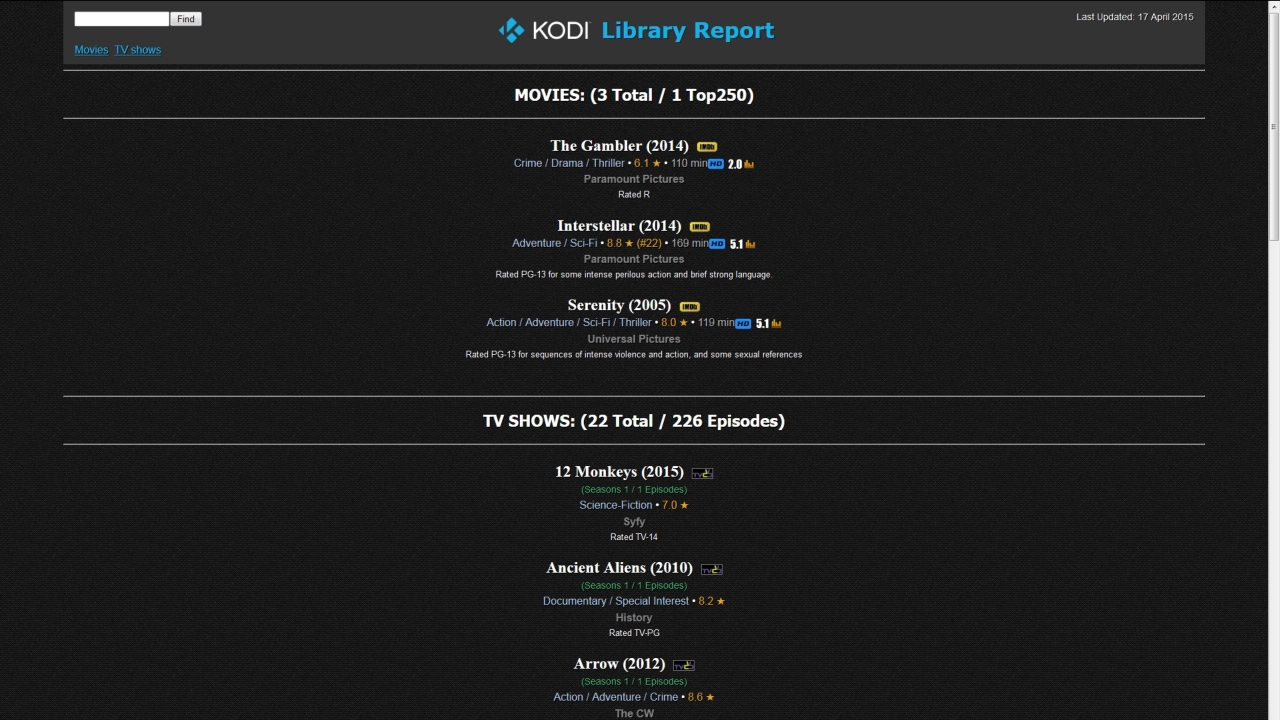 Find
KODI Library Report
Last Updated: 17 April 2015
Movies TV shows
MOVIES: (3 Total / 1 Top250)
The Gambler (2014) IMDb
Crime / Drama / Thriller • 6.1 ★ • 110 min HD 2.0
Paramount Pictures
Rated R
Interstellar (2014) IMDb
Adventure / Sci-Fi • 8.8 ★ (#22) • 169 min HD 5.1
Paramount Pictures
Rated PG-13 for some intense perilous action and brief strong language.
Serenity (2005) IMDb
Action / Adventure / Sci-Fi / Thriller • 8.0 ★ • 119 min HD 5.1
Universal Pictures
Rated PG-13 for sequences of intense violence and action, and some sexual references
TV SHOWS: (22 Total / 226 Episodes)
12 Monkeys (2015)
(Seasons 1 / 1 Episodes)
Science-Fiction • 7.0 ★
Syfy
Rated TV-14
Ancient Aliens (2010)
(Seasons 1 / 1 Episodes)
Documentary / Special Interest • 8.2 ★
History
Rated TV-PG
Arrow (2012)
(Seasons 1 / 1 Episodes)
Action / Adventure / Crime • 8.6 ★
The CW